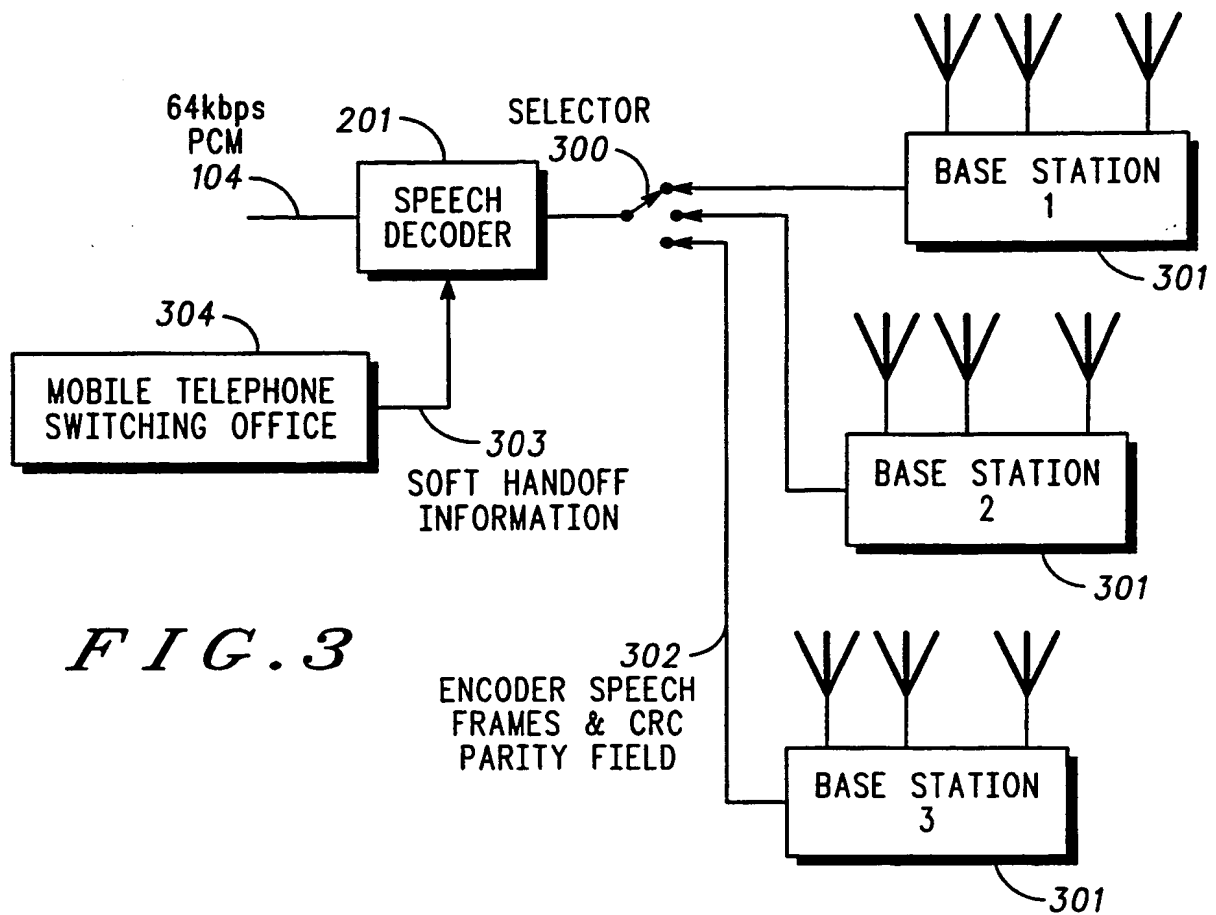 64kbps
PCM
104
201
SPEECH
DECODER
SELECTOR
300
BASE STATION
1
301
304
MOBILE TELEPHONE
SWITCHING OFFICE
303
SOFT HANDOFF
INFORMATION
BASE STATION
2
301
FIG.3
302
ENCODER SPEECH
FRAMES & CRC
PARITY FIELD
BASE STATION
3
301